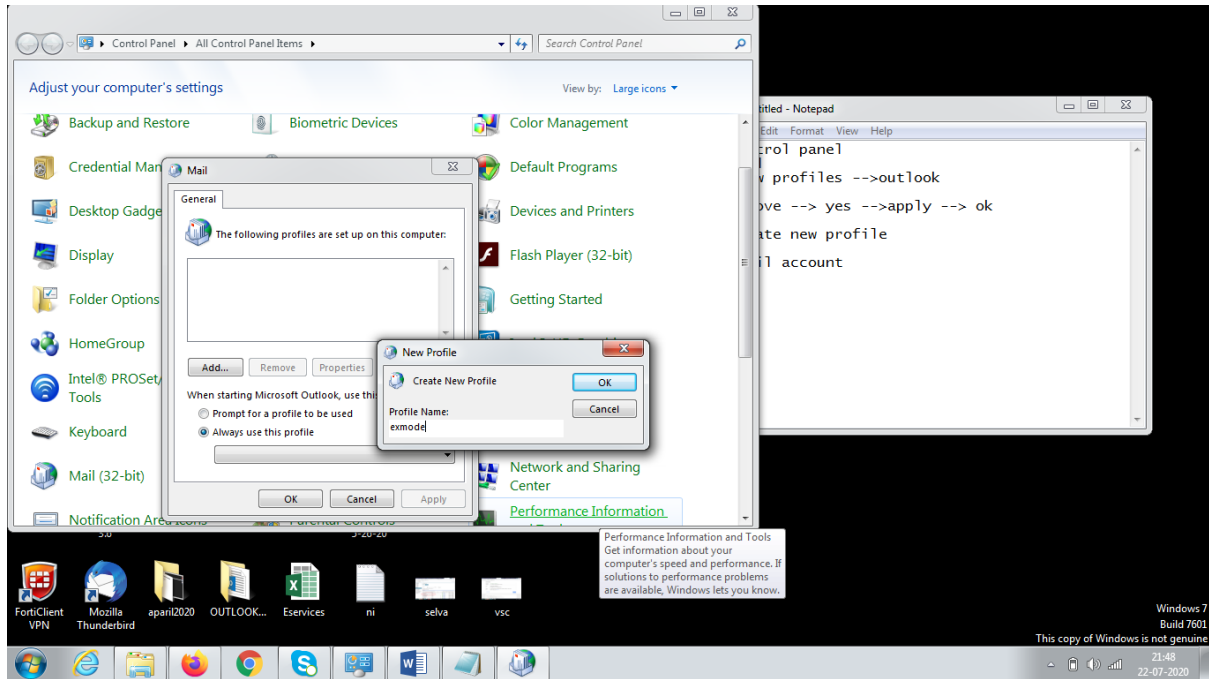 Control Panel ▸ All Control Panel Items ▸
Search Control Panel
Adjust your computer's settings
View by: Large icons
Backup and Restore
Biometric Devices
Color Management
Credential Man
Default Programs
Desktop Gadge
Devices and Printers
Display
Flash Player (32-bit)
Folder Options
Getting Started
HomeGroup
Intel® PROSet/
Tools
Keyboard
Mail (32-bit)
Network and Sharing
Center
Notification Area Icons
Parental Controls
Performance Information
Mail
General
The following profiles are set up on this computer:
Add...
Remove
Properties
When starting Microsoft Outlook, use thi
Prompt for a profile to be used
Always use this profile
OK
Cancel
Apply
New Profile
Create New Profile
OK
Profile Name:
Cancel
exmode
Performance Information and Tools
Get information about your
computer's speed and performance. If
solutions to performance problems
are available, Windows lets you know.
titled - Notepad
Edit Format View Help
trol panel
w profiles -->outlook
ove --> yes -->apply --> ok
ate new profile
il account
FortiClient
VPN
Mozilla
Thunderbird
aparil2020
OUTLOOK...
Eservices
ni
selva
vsc
Windows 7
Build 7601
This copy of Windows is not genuine
21:48
22-07-2020